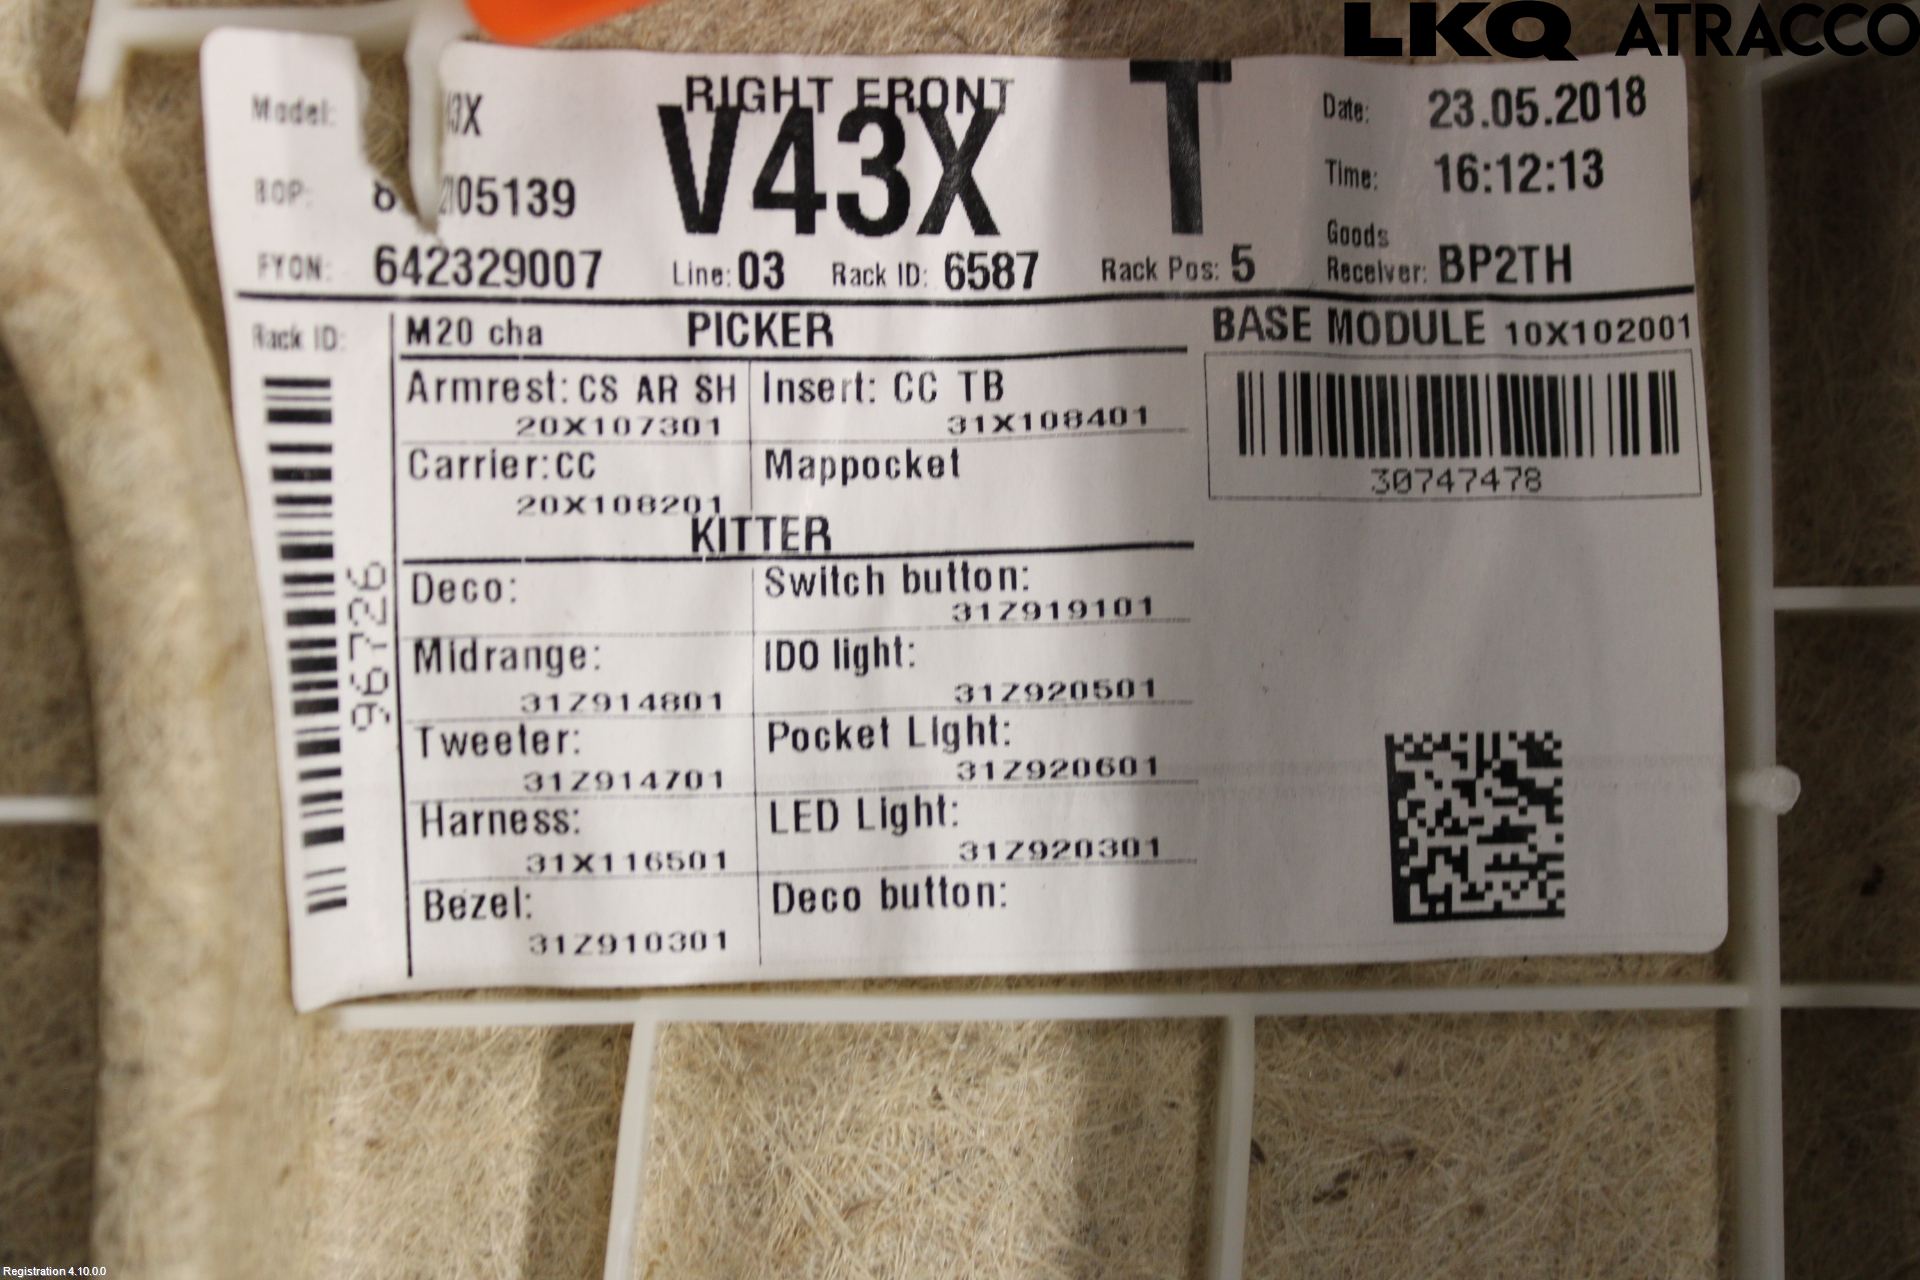 LKQ ATRACCO
RIGHT FRONT
Model: 43X V43X T Date: 23.05.2018
Time: 16:12:13
BOP: 05139
Goods
FYON: 642329007 Line: 03 Rack ID: 6587 Rack Pos: 5 Receiver: BP2TH
Rack ID: M20 cha PICKER BASE MODULE 10X102001
Armrest: CS AR SH Insert: CC TB
20X107301 31X108401
Carrier: CC Mappocket 30747478
20X108201
KITTER
96726
Deco: Switch button:
31Z919101
Midrange: IDO light:
31Z914801 31Z920501
Tweeter: Pocket Light:
31Z914701 31Z920601
Harness: LED Light:
31X116501 31Z920301
Bezel: Deco button:
31Z910301
Registration 4.10.0.0